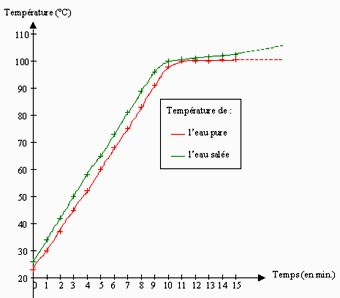 Température (°C)
110
100
90
80
70
60
50
40
30
20
Température de :
l'eau pure
l'eau salée
0 1 2 3 4 5 6 7 8 9 10 11 12 13 14 15
Temps (en min.)